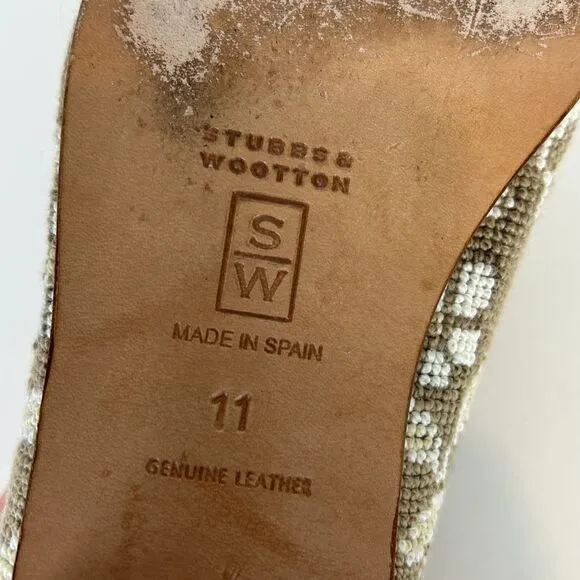 STUBBS &
WOOTTON
S
W
MADE IN SPAIN
11
GENUINE LEATHER